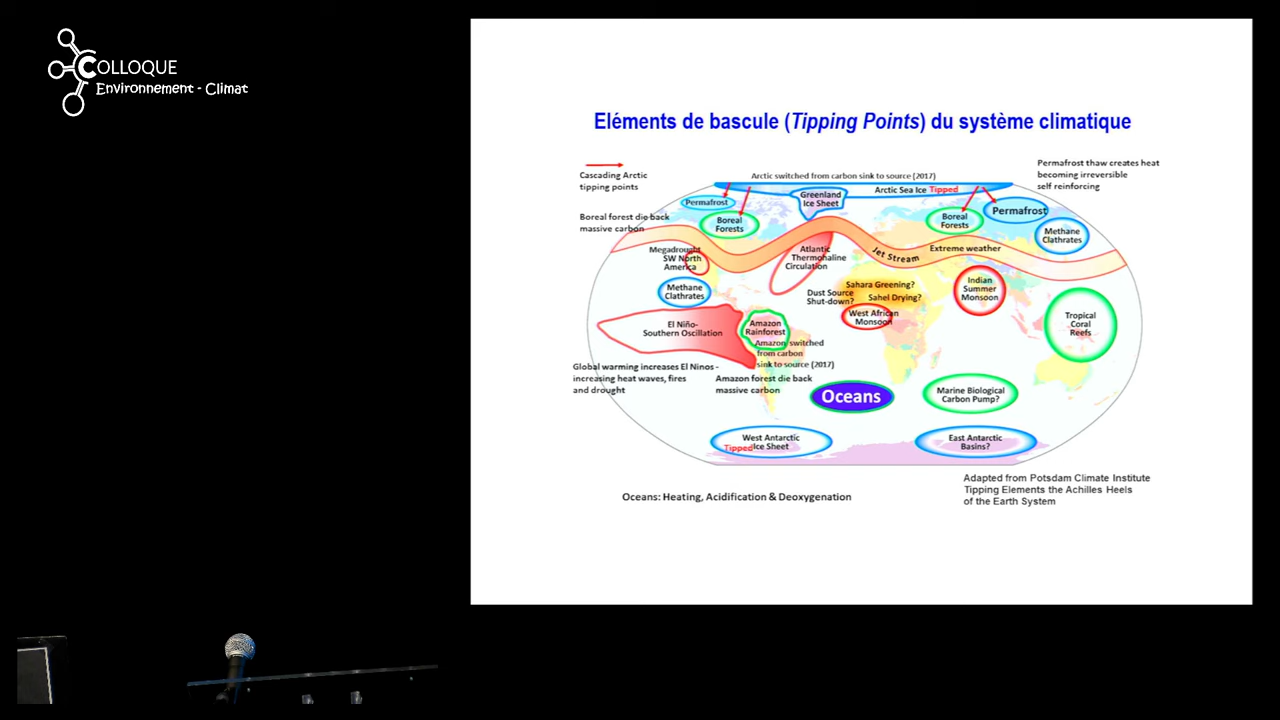 COLLOQUE
Environnement - Climat
Eléments de bascule (Tipping Points) du système climatique
Cascading Arctic
tipping points
Arctic switched from carbon sink to source (2017)
Permafrost thaw creates heat
becoming irreversible
self reinforcing
Arctic Sea Ice Tipped
Greenland
Ice Sheet
Permafrost
Boreal
Forests
Boreal forest die back
massive carbon
Boreal
Forests
Permafrost
Methane
Clathrates
Megadrought
SW North
America
Atlantic
Thermohaline
Circulation
Jet Stream
Extreme weather
Methane
Clathrates
Dust Source
Shut-down?
Sahara Greening?
Sahel Drying?
West African
Monsoon
Indian
Summer
Monsoon
Tropical
Coral
Reefs
El Niño-
Southern Oscillation
Amazon
Rainforest
Amazon switched
from carbon
sink to source (2017)
Global warming increases El Ninos -
increasing heat waves, fires
and drought
Amazon forest die back
massive carbon
Oceans
Marine Biological
Carbon Pump?
West Antarctic
Tipped Ice Sheet
East Antarctic
Basins?
Oceans: Heating, Acidification & Deoxygenation
Adapted from Potsdam Climate Institute
Tipping Elements the Achilles Heels
of the Earth System